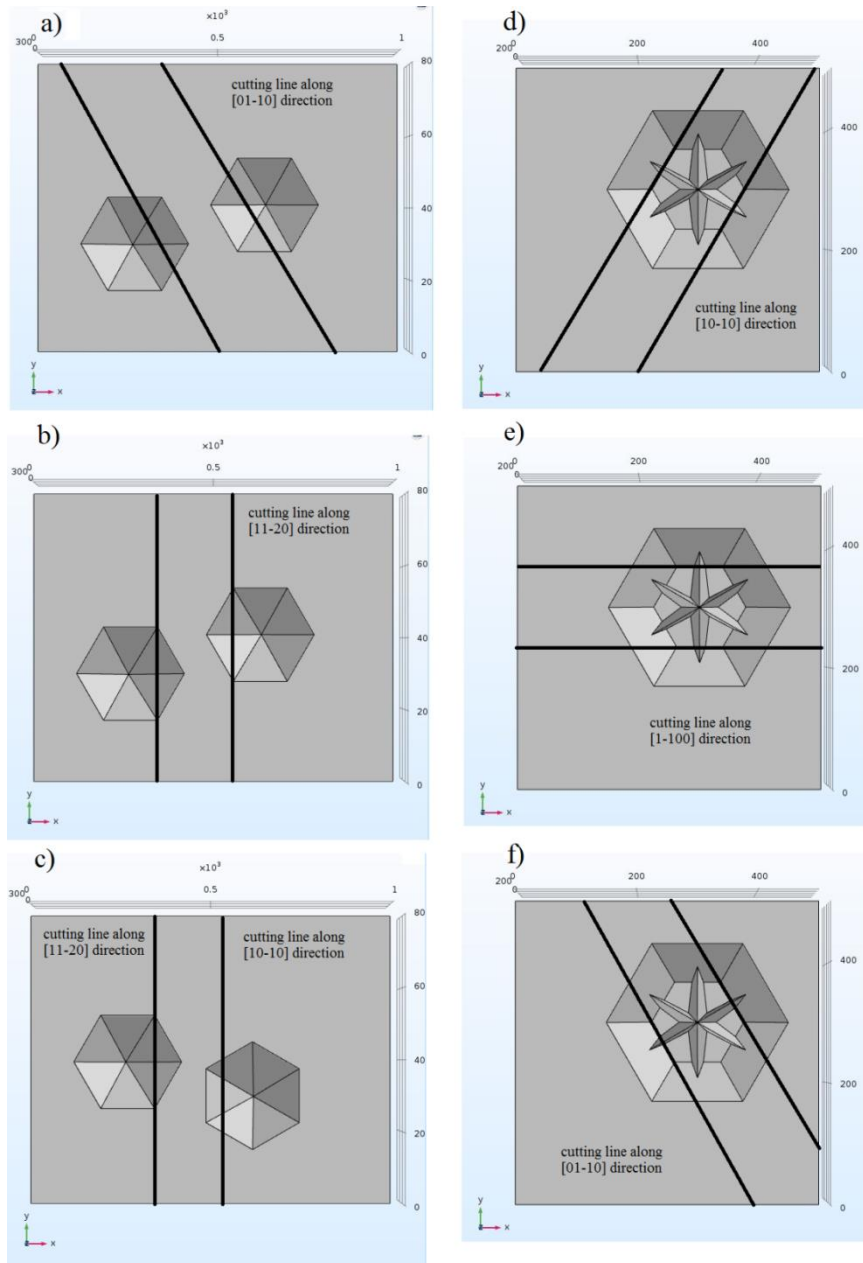 a)
×10³
0
0.5
1
300
0
80
60
40
20
0
cutting line along
[01-10] direction
y
x
d)
200
0
200
400
400
200
0
cutting line along
[10-10] direction
y
x
b)
×10³
0
0.5
1
300
0
80
60
40
20
0
cutting line along
[11-20] direction
y
x
e)
200
0
200
400
400
200
0
cutting line along
[1-100] direction
y
x
c)
×10³
0
0.5
1
300
0
80
60
40
20
0
cutting line along
[11-20] direction
cutting line along
[10-10] direction
y
x
f)
200
0
200
400
400
200
0
cutting line along
[01-10] direction
y
x